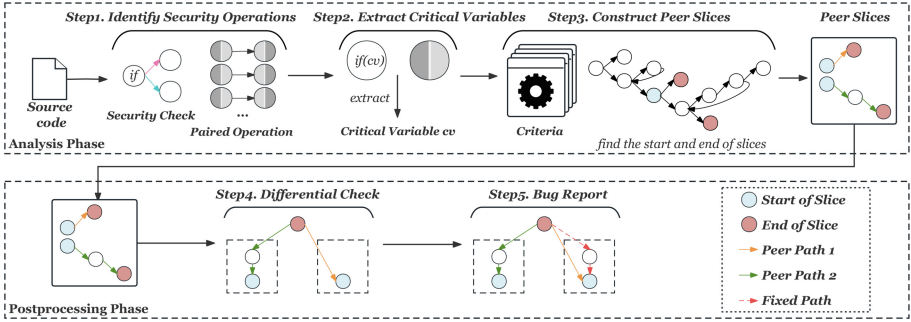 Step1. Identify Security Operations
Step2. Extract Critical Variables
Step3. Construct Peer Slices
Peer Slices
if
if(cv)
extract
Source
code
Security Check
...
Paired Operation
Critical Variable cv
Criteria
find the start and end of slices
Analysis Phase
Step4. Differential Check
Step5. Bug Report
Start of Slice
End of Slice
Peer Path 1
Peer Path 2
Fixed Path
Postprocessing Phase